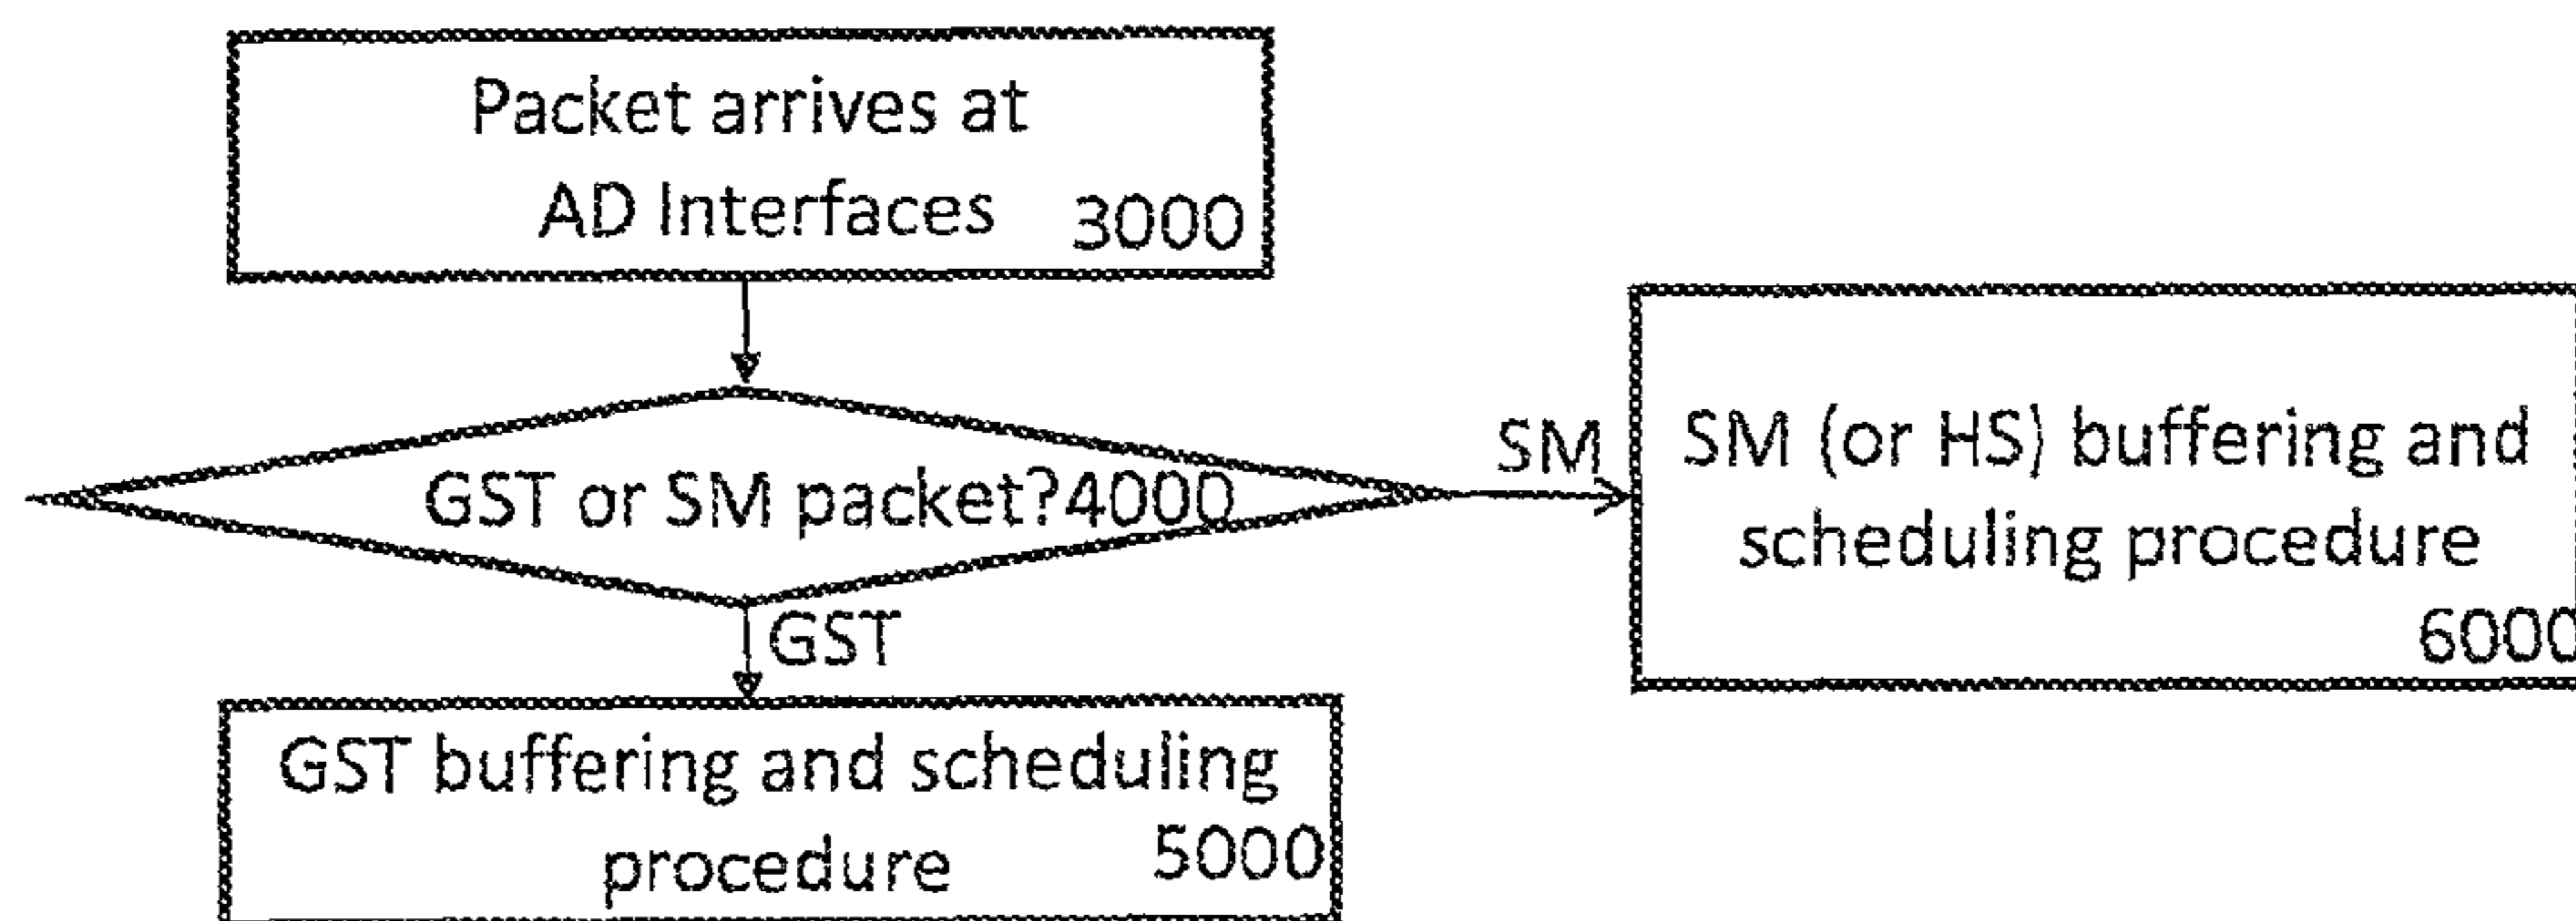 Packet arrives at
AD Interfaces 3000
GST or SM packet?4000
SM
SM (or HS) buffering and
scheduling procedure
6000
GST
GST buffering and scheduling
procedure 5000